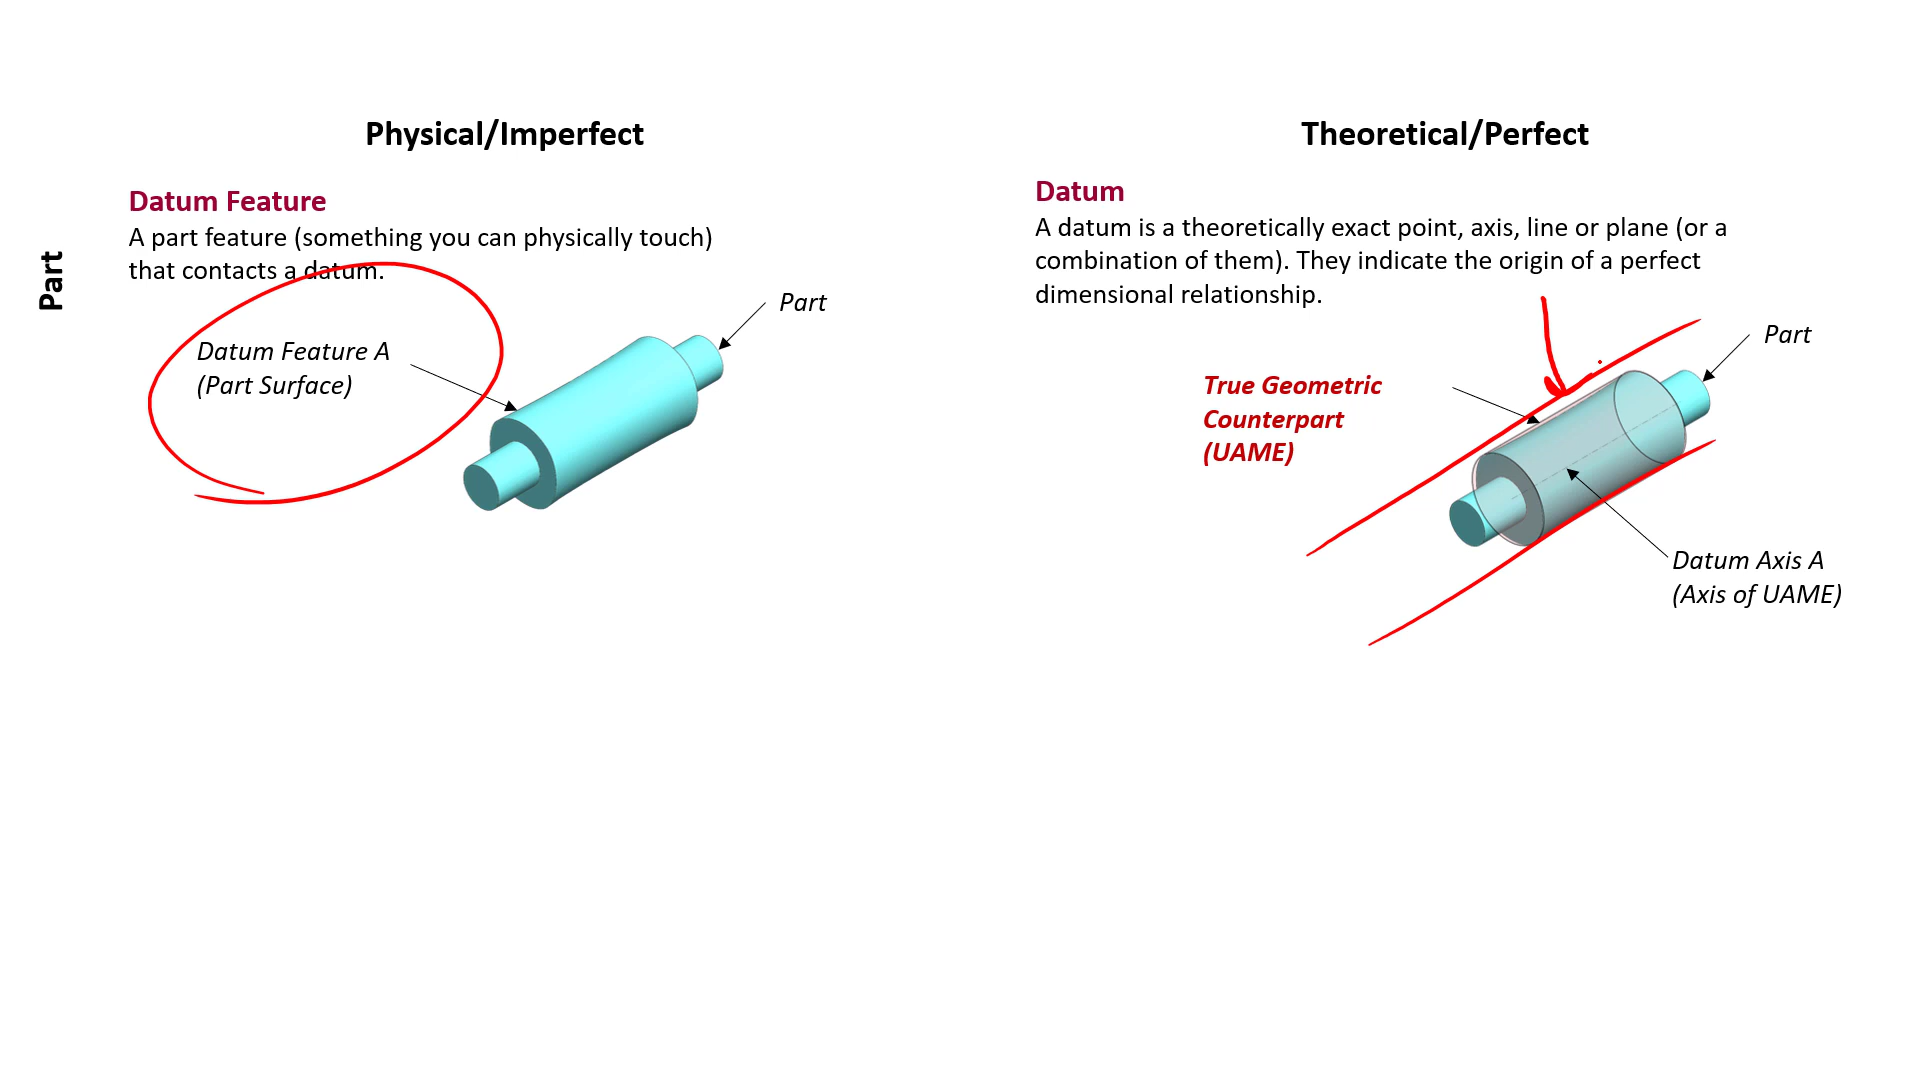 Physical/Imperfect
Theoretical/Perfect
Part
Datum Feature
A part feature (something you can physically touch)
that contacts a datum.
Part
Datum Feature A
(Part Surface)
Datum
A datum is a theoretically exact point, axis, line or plane (or a
combination of them). They indicate the origin of a perfect
dimensional relationship.
Part
True Geometric
Counterpart
(UAME)
Datum Axis A
(Axis of UAME)